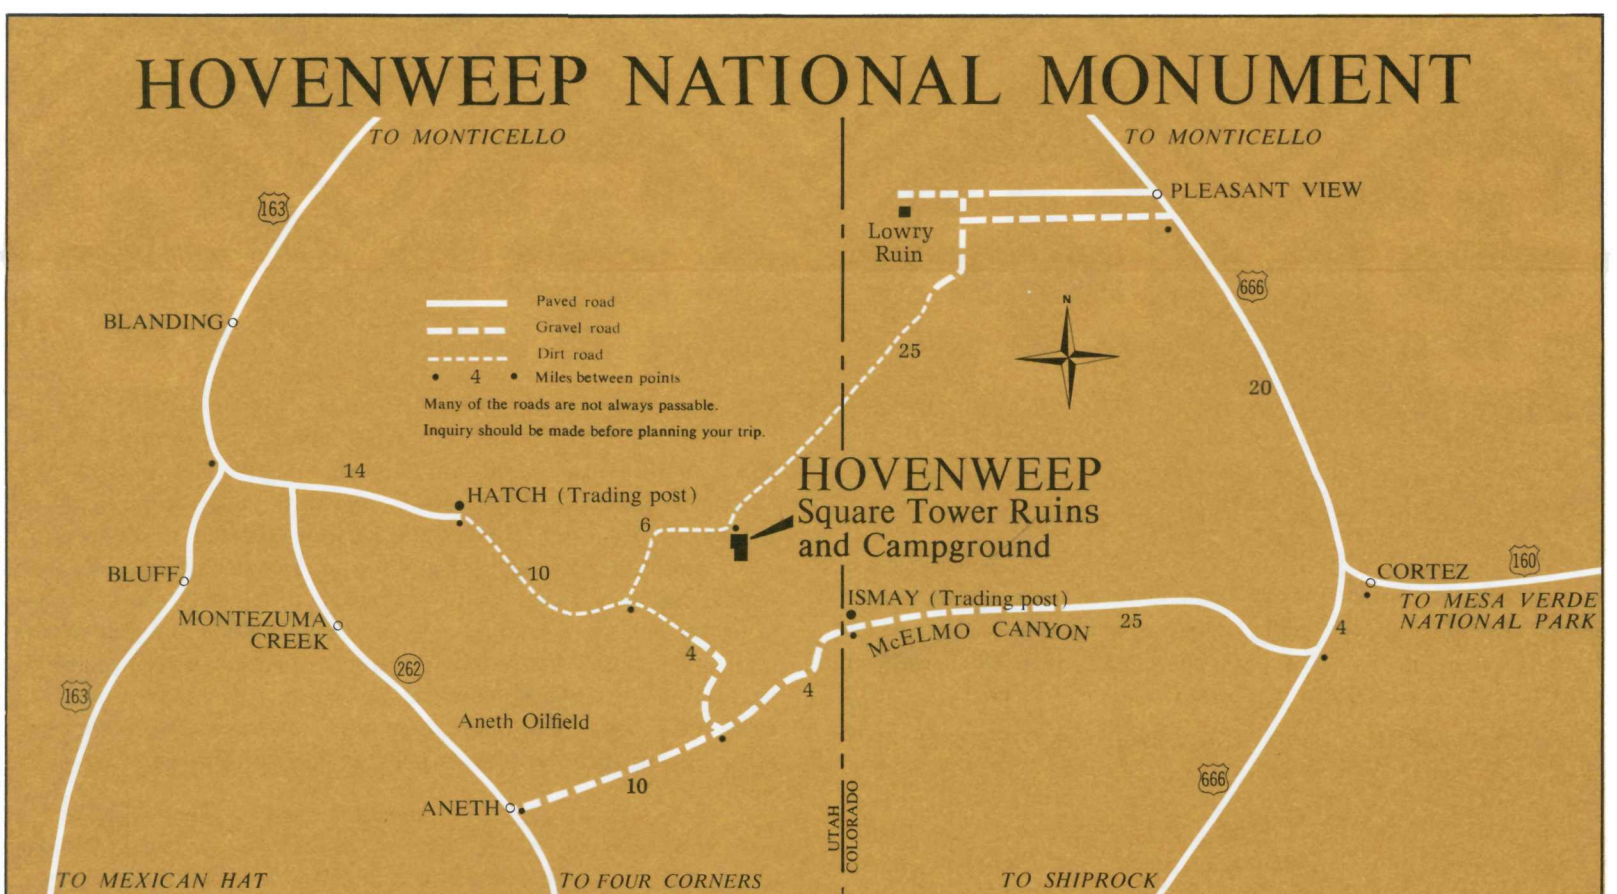 HOVENWEEP NATIONAL MONUMENT
TO MONTICELLO
TO MONTICELLO
163
PLEASANT VIEW
Lowry
Ruin
666
N
BLANDING
Paved road
Gravel road
Dirt road
4 Miles between points
Many of the roads are not always passable.
Inquiry should be made before planning your trip.
25
20
14
HATCH (Trading post)
HOVENWEEP
Square Tower Ruins
and Campground
6
10
BLUFF
MONTEZUMA
CREEK
ISMAY (Trading post)
McELMO CANYON
25
CORTEZ
160
TO MESA VERDE
NATIONAL PARK
4
4
4
163
262
Aneth Oilfield
10
ANETH
666
UTAH
COLORADO
TO MEXICAN HAT
TO FOUR CORNERS
TO SHIPROCK